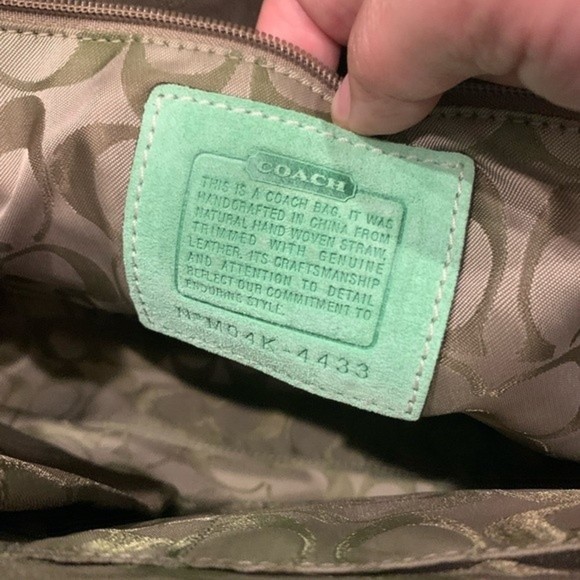 COACH
THIS IS A COACH BAG. IT WAS
HANDCRAFTED IN CHINA FROM
NATURAL HAND WOVEN STRAW,
TRIMMED WITH GENUINE
LEATHER. ITS CRAFTSMANSHIP
AND ATTENTION TO DETAIL
REFLECT OUR COMMITMENT TO
ENDURING STYLE.
Nº M04K-4433